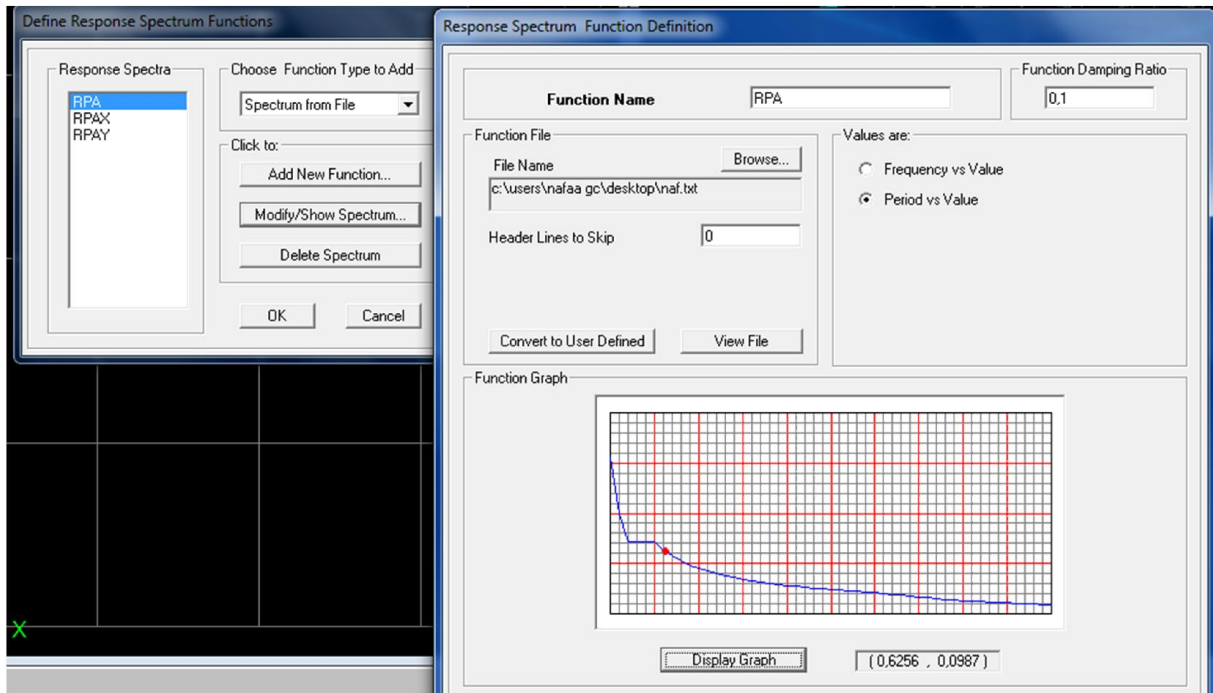 Define Response Spectrum Functions
Response Spectra
RPA
RPAX
RPAY
Choose Function Type to Add
Spectrum from File
Click to:
Add New Function...
Modify/Show Spectrum...
Delete Spectrum
OK
Cancel
X
Response Spectrum Function Definition
Function Name
RPA
Function Damping Ratio
0,1
Function File
File Name
Browse...
c:\users\nafaa gc\desktop\naf.txt
Header Lines to Skip
0
Convert to User Defined
View File
Values are:
Frequency vs Value
Period vs Value
Function Graph
Display Graph
(0,6256 , 0,0987)